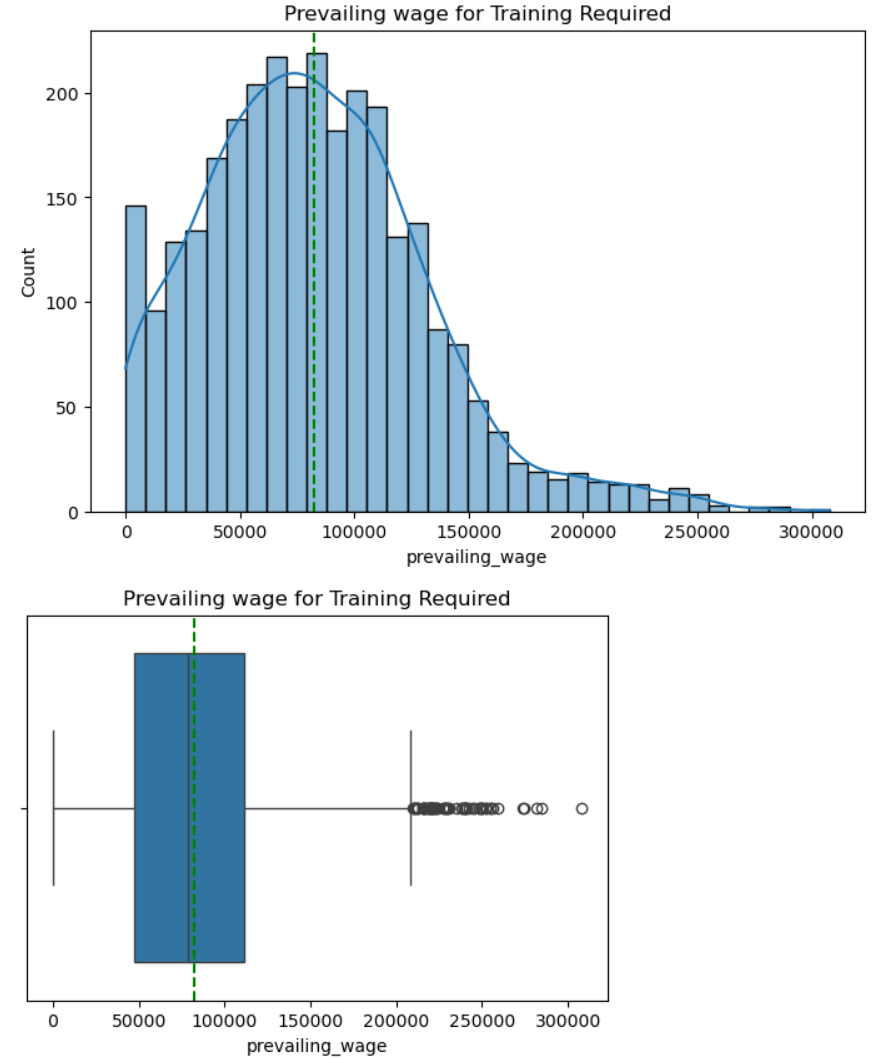 Prevailing wage for Training Required
200
150
100
50
0
Count
0 50000 100000 150000 200000 250000 300000
prevailing_wage
Prevailing wage for Training Required
0 50000 100000 150000 200000 250000 300000
prevailing_wage